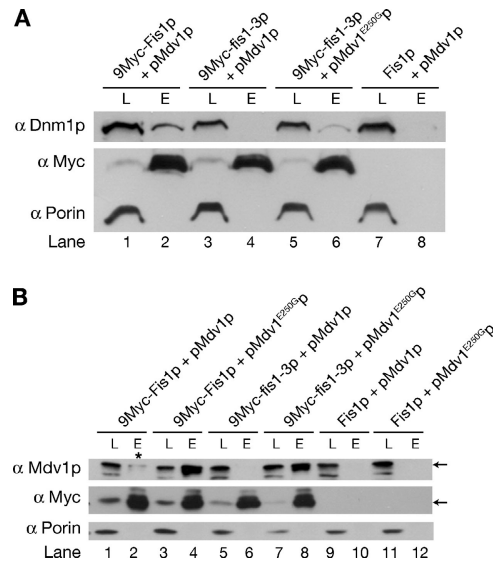 A
9Myc-Fis1p + pMdv1p
9Myc-fis1-3p + pMdv1p
9Myc-fis1-3p + pMdv1E250Gp
Fis1p + pMdv1p
L E L E L E L E
α Dnm1p
α Myc
α Porin
Lane 1 2 3 4 5 6 7 8
B
9Myc-Fis1p + pMdv1p
9Myc-Fis1p + pMdv1E250Gp
9Myc-fis1-3p + pMdv1p
9Myc-fis1-3p + pMdv1E250Gp
Fis1p + pMdv1p
Fis1p + pMdv1E250Gp
L E L E L E L E L E L E
*
α Mdv1p
α Myc
α Porin
Lane 1 2 3 4 5 6 7 8 9 10 11 12